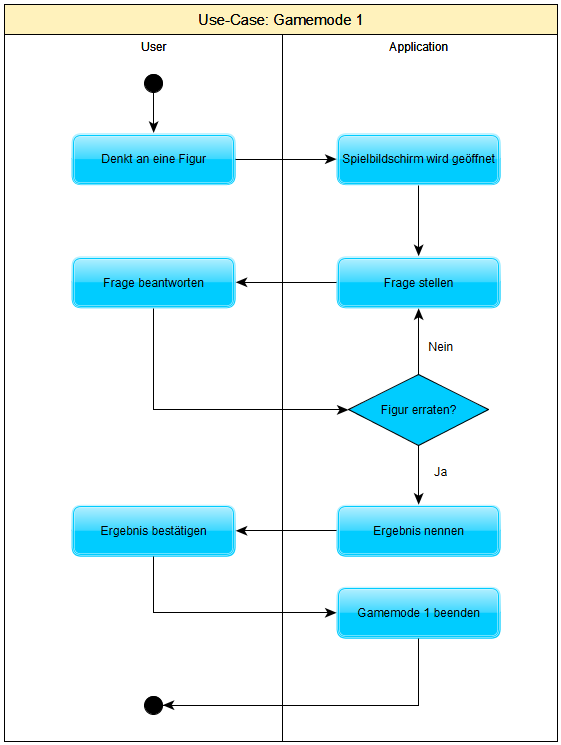 Use-Case: Gamemode 1
User
Application
Denkt an eine Figur
Spielbildschirm wird geöffnet
Frage beantworten
Frage stellen
Nein
Figur erraten?
Ja
Ergebnis bestätigen
Ergebnis nennen
Gamemode 1 beenden